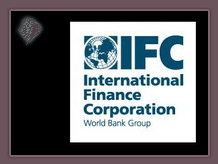 IFC
International
Finance
Corporation
World Bank Group